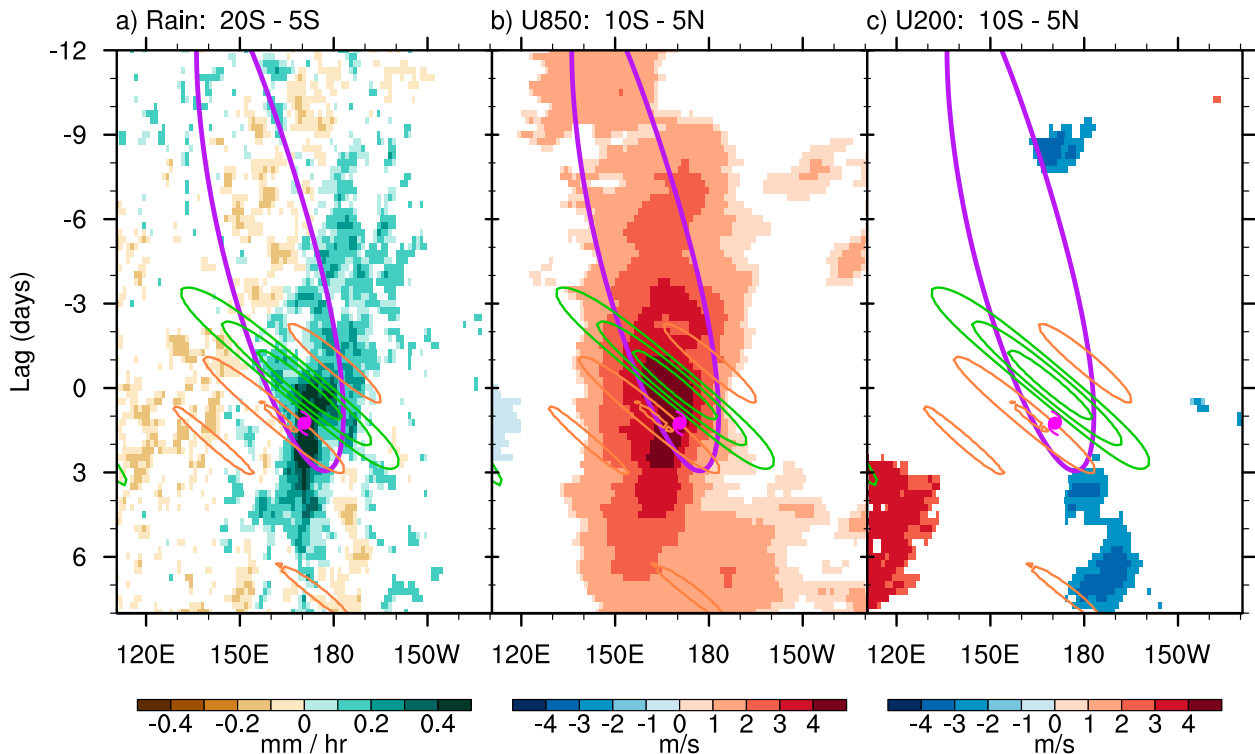 a) Rain: 20S - 5S
b) U850: 10S - 5N
c) U200: 10S - 5N
-12
-9
-6
-3
0
3
6
Lag (days)
120E 150E 180 150W
120E 150E 180 150W
120E 150E 180 150W
-0.4 -0.2 0 0.2 0.4
mm / hr
-4 -3 -2 -1 0 1 2 3 4
m/s
-4 -3 -2 -1 0 1 2 3 4
m/s